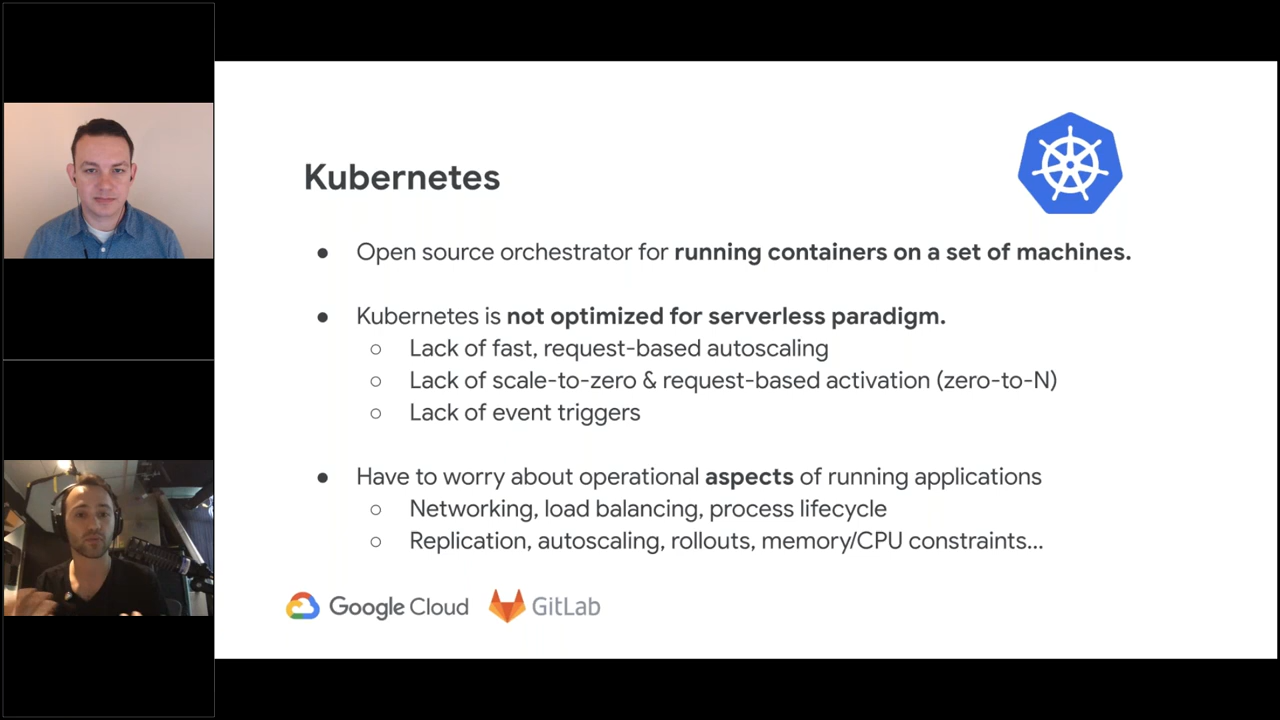 Kubernetes
● Open source orchestrator for running containers on a set of machines.
● Kubernetes is not optimized for serverless paradigm.
○ Lack of fast, request-based autoscaling
○ Lack of scale-to-zero & request-based activation (zero-to-N)
○ Lack of event triggers
● Have to worry about operational aspects of running applications
○ Networking, load balancing, process lifecycle
○ Replication, autoscaling, rollouts, memory/CPU constraints...
Google Cloud GitLab